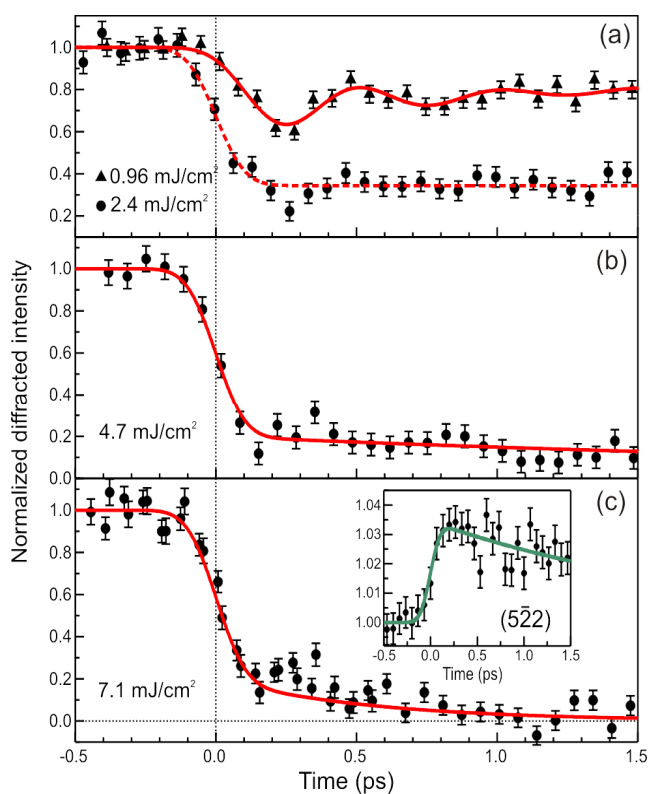 (a)
1.0
0.8
0.6
0.4
0.2
▲ 0.96 mJ/cm²
● 2.4 mJ/cm²
(b)
1.0
0.8
0.6
0.4
0.2
0.0
4.7 mJ/cm²
(c)
1.0
0.8
0.6
0.4
0.2
0.0
7.1 mJ/cm²
1.04
1.03
1.02
1.01
1.00
(55̄22)
-0.5 0.0 0.5 1.0 1.5
Time (ps)
-0.5 0.0 0.5 1.0 1.5
Time (ps)
Normalized diffracted intensity